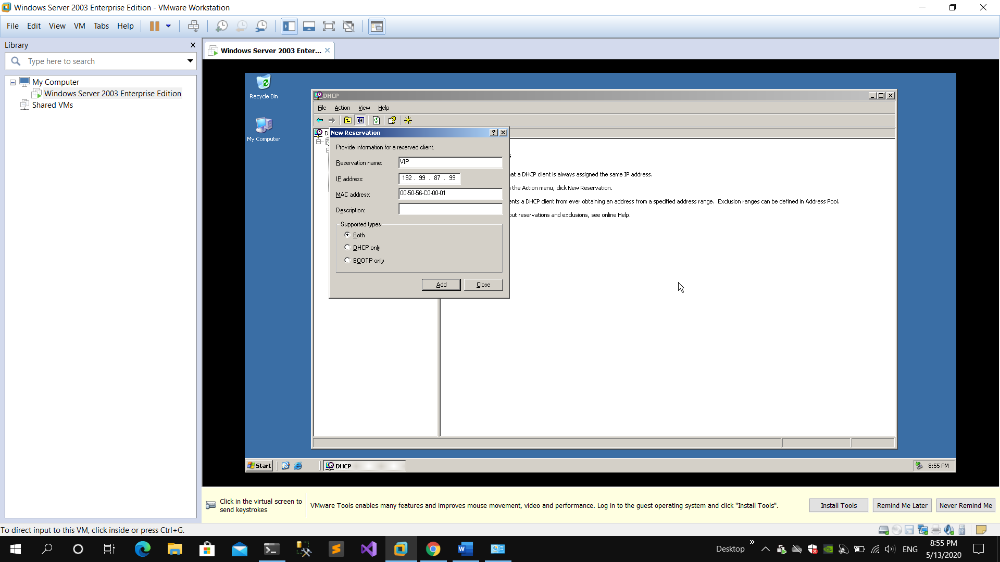 Windows Server 2003 Enterprise Edition - VMware Workstation
File Edit View VM Tabs Help
Library
Type here to search
My Computer
Windows Server 2003 Enterprise Edition
Shared VMs
Windows Server 2003 Enter...
Recycle Bin
My Computer
DHCP
File Action View Help
D
New Reservation
Provide information for a reserved client.
Reservation name: VIP
IP address: 192 . 99 . 87 . 99
MAC address: 00-50-56-C0-00-01
Description:
Supported types
Both
DHCP only
BOOTP only
Add Close
s
at a DHCP client is always assigned the same IP address.
the Action menu, click New Reservation.
ents a DHCP client from ever obtaining an address from a specified address range. Exclusion ranges can be defined in Address Pool.
out reservations and exclusions, see online Help.
Start DHCP 8:55 PM
Click in the virtual screen to
send keystrokes
VMware Tools enables many features and improves mouse movement, video and performance. Log in to the guest operating system and click "Install Tools".
Install Tools Remind Me Later Never Remind Me
To direct input to this VM, click inside or press Ctrl+G.
Desktop ENG 8:55 PM
5/13/2020